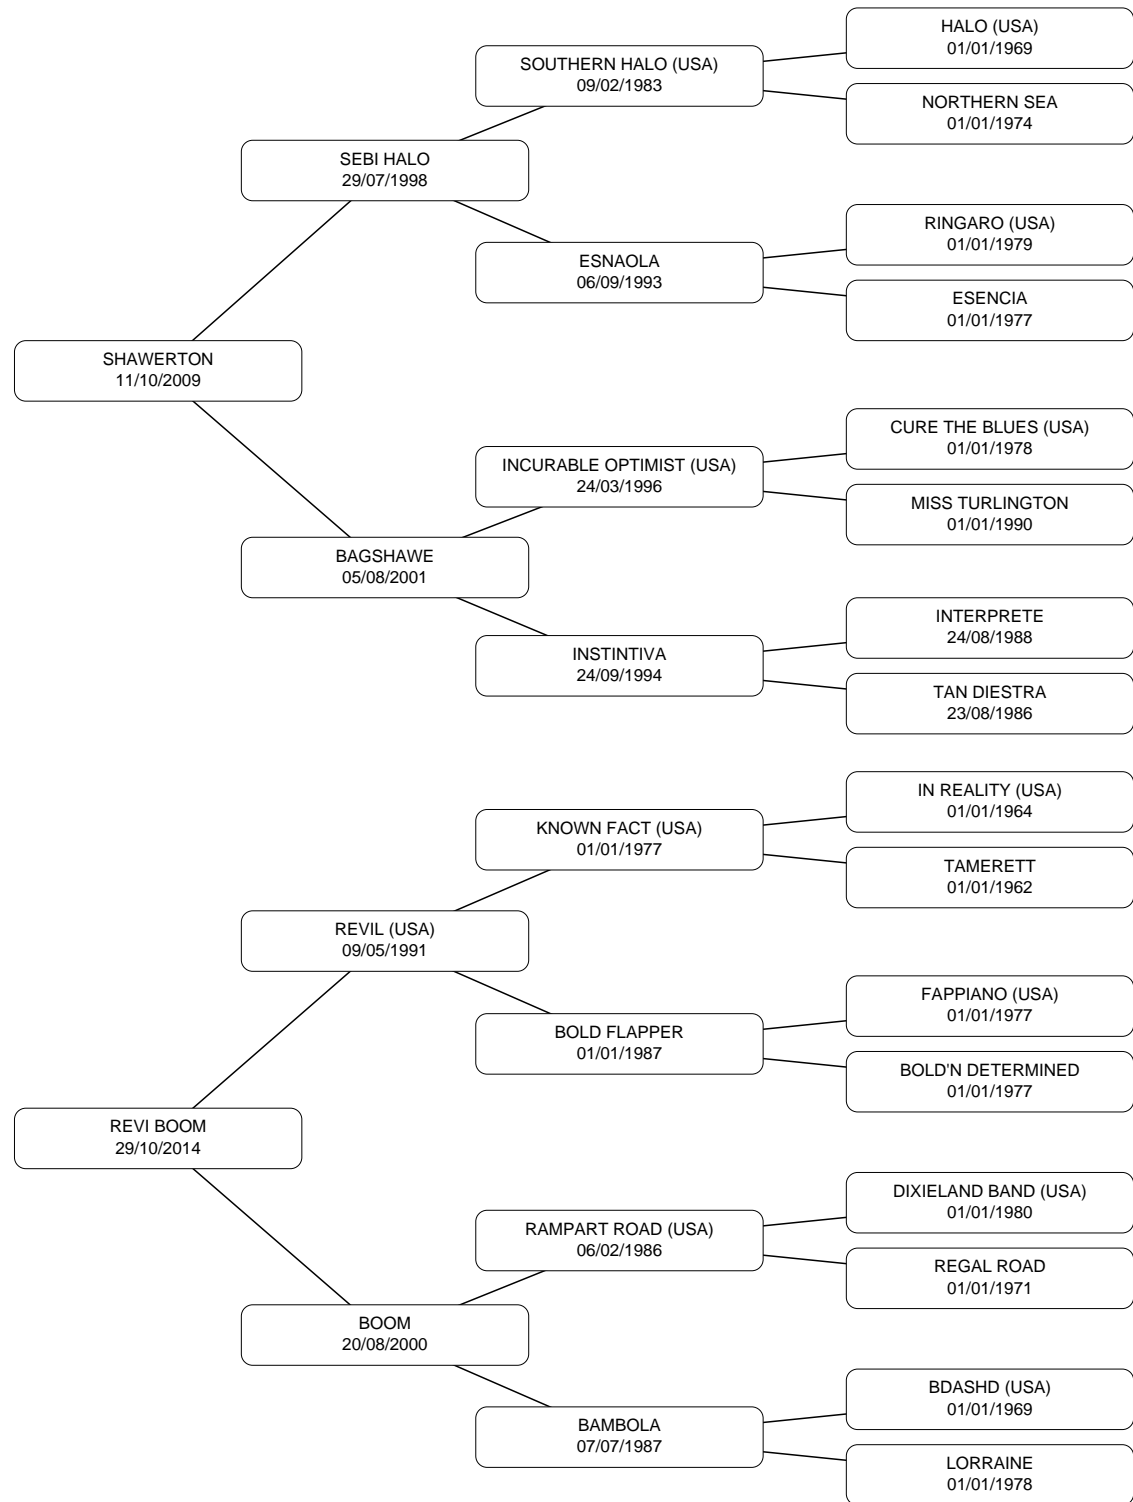 HALO (USA)
01/01/1969
SOUTHERN HALO (USA)
09/02/1983
NORTHERN SEA
01/01/1974
SEBI HALO
29/07/1998
RINGARO (USA)
01/01/1979
ESNAOLA
06/09/1993
ESENCIA
01/01/1977
SHAWERTON
11/10/2009
CURE THE BLUES (USA)
01/01/1978
INCURABLE OPTIMIST (USA)
24/03/1996
MISS TURLINGTON
01/01/1990
BAGSHAWE
05/08/2001
INTERPRETE
24/08/1988
INSTINTIVA
24/09/1994
TAN DIESTRA
23/08/1986
IN REALITY (USA)
01/01/1964
KNOWN FACT (USA)
01/01/1977
TAMERETT
01/01/1962
REVIL (USA)
09/05/1991
FAPPIANO (USA)
01/01/1977
BOLD FLAPPER
01/01/1987
BOLD'N DETERMINED
01/01/1977
REVI BOOM
29/10/2014
DIXIELAND BAND (USA)
01/01/1980
RAMPART ROAD (USA)
06/02/1986
REGAL ROAD
01/01/1971
BOOM
20/08/2000
BDASHD (USA)
01/01/1969
BAMBOLA
07/07/1987
LORRAINE
01/01/1978